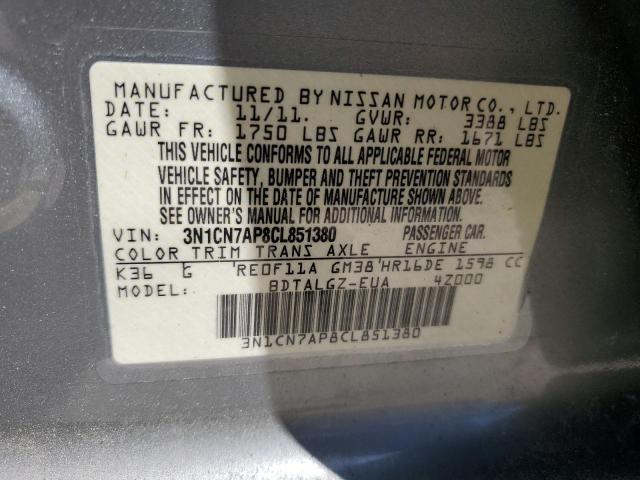 MANUFACTURED BY NISSAN MOTOR CO., LTD.
DATE: 11/11. GVWR: 3388 LBS
GAWR FR: 1750 LBS GAWR RR: 1671 LBS
THIS VEHICLE CONFORMS TO ALL APPLICABLE FEDERAL MOTOR
VEHICLE SAFETY, BUMPER AND THEFT PREVENTION STANDARDS
IN EFFECT ON THE DATE OF MANUFACTURE SHOWN ABOVE.
SEE OWNER'S MANUAL FOR ADDITIONAL INFORMATION.
VIN: 3N1CN7AP8CL851380 PASSENGER CAR.
COLOR TRIM TRANS AXLE ENGINE
K36 G RE0F11A GM38 HR16DE 1598 CC
MODEL: BDTALGZ-EUA 4Z000
3N1CN7AP8CL851380